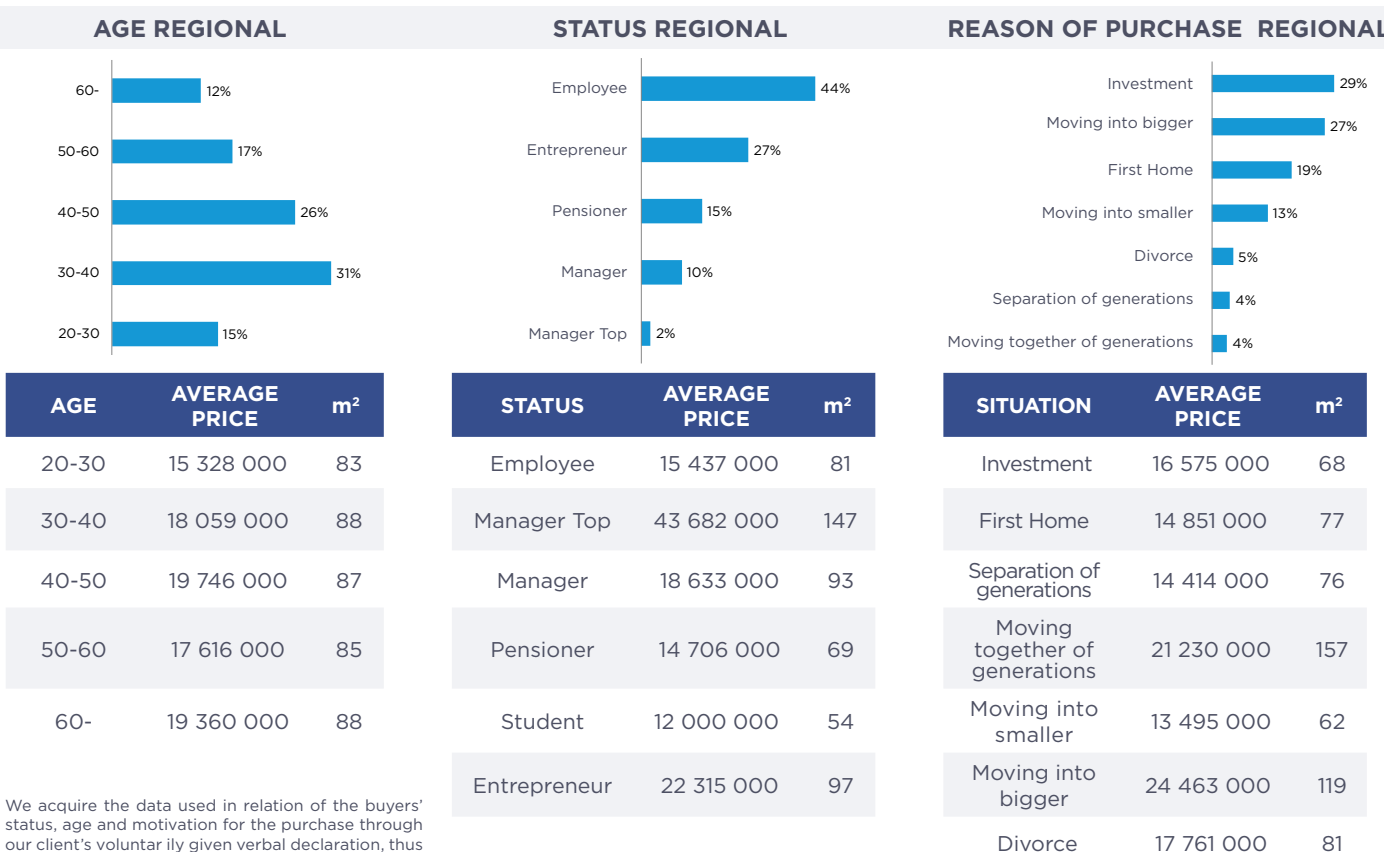 AGE REGIONAL
60-
12%
50-60
17%
40-50
26%
30-40
31%
20-30
15%
AGE
AVERAGE
PRICE
m²
20-30 15 328 000 83
30-40 18 059 000 88
40-50 19 746 000 87
50-60 17 616 000 85
60- 19 360 000 88
We acquire the data used in relation of the buyers'
status, age and motivation for the purchase through
our client's voluntar ily given verbal declaration, thus
STATUS REGIONAL
Employee
44%
Entrepreneur
27%
Pensioner
15%
Manager
10%
Manager Top
2%
STATUS
AVERAGE
PRICE
m²
Employee 15 437 000 81
Manager Top 43 682 000 147
Manager 18 633 000 93
Pensioner 14 706 000 69
Student 12 000 000 54
Entrepreneur 22 315 000 97
REASON OF PURCHASE REGIONAL
Investment
29%
Moving into bigger
27%
First Home
19%
Moving into smaller
13%
Divorce
5%
Separation of generations
4%
Moving together of generations
4%
SITUATION
AVERAGE
PRICE
m²
Investment 16 575 000 68
First Home 14 851 000 77
Separation of
generations
14 414 000 76
Moving
together of
generations
21 230 000 157
Moving into
smaller
13 495 000 62
Moving into
bigger
24 463 000 119
Divorce 17 761 000 81